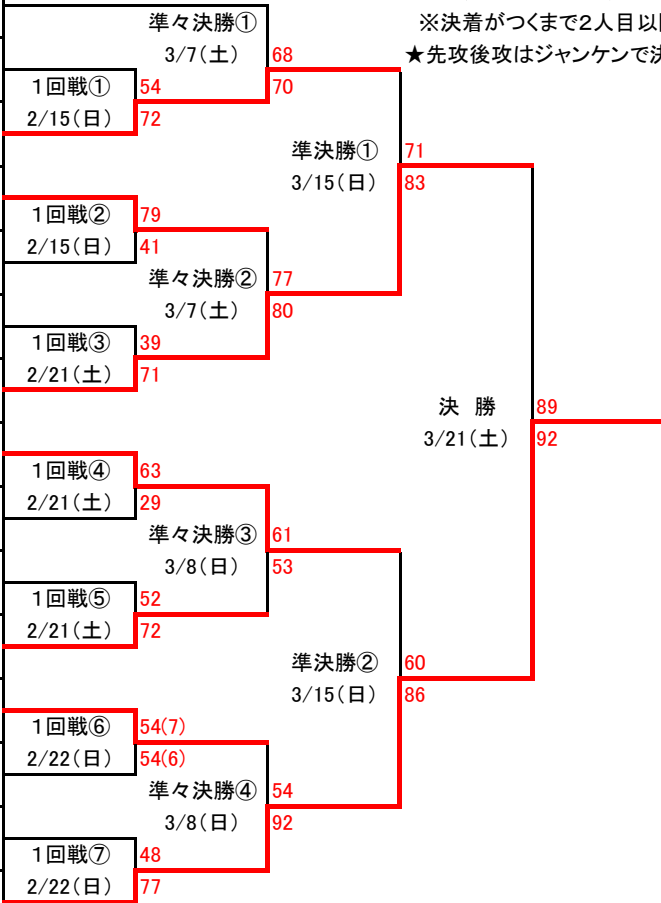 準々決勝①
※決着がつくまで2人目以
3/7(土)
68
★先攻後攻はジャンケンで
70
1回戦①
54
2/15(日)
72
準決勝①
71
3/15(日)
83
1回戦②
79
2/15(日)
41
準々決勝②
77
3/7(土)
80
1回戦③
39
2/21(土)
71
決 勝
89
3/21(土)
92
1回戦④
63
2/21(土)
29
準々決勝③
61
3/8(日)
53
1回戦⑤
52
2/21(土)
72
準決勝②
60
3/15(日)
86
1回戦⑥
54(7)
2/22(日)
54(6)
準々決勝④
54
3/8(日)
92
1回戦⑦
48
2/22(日)
77